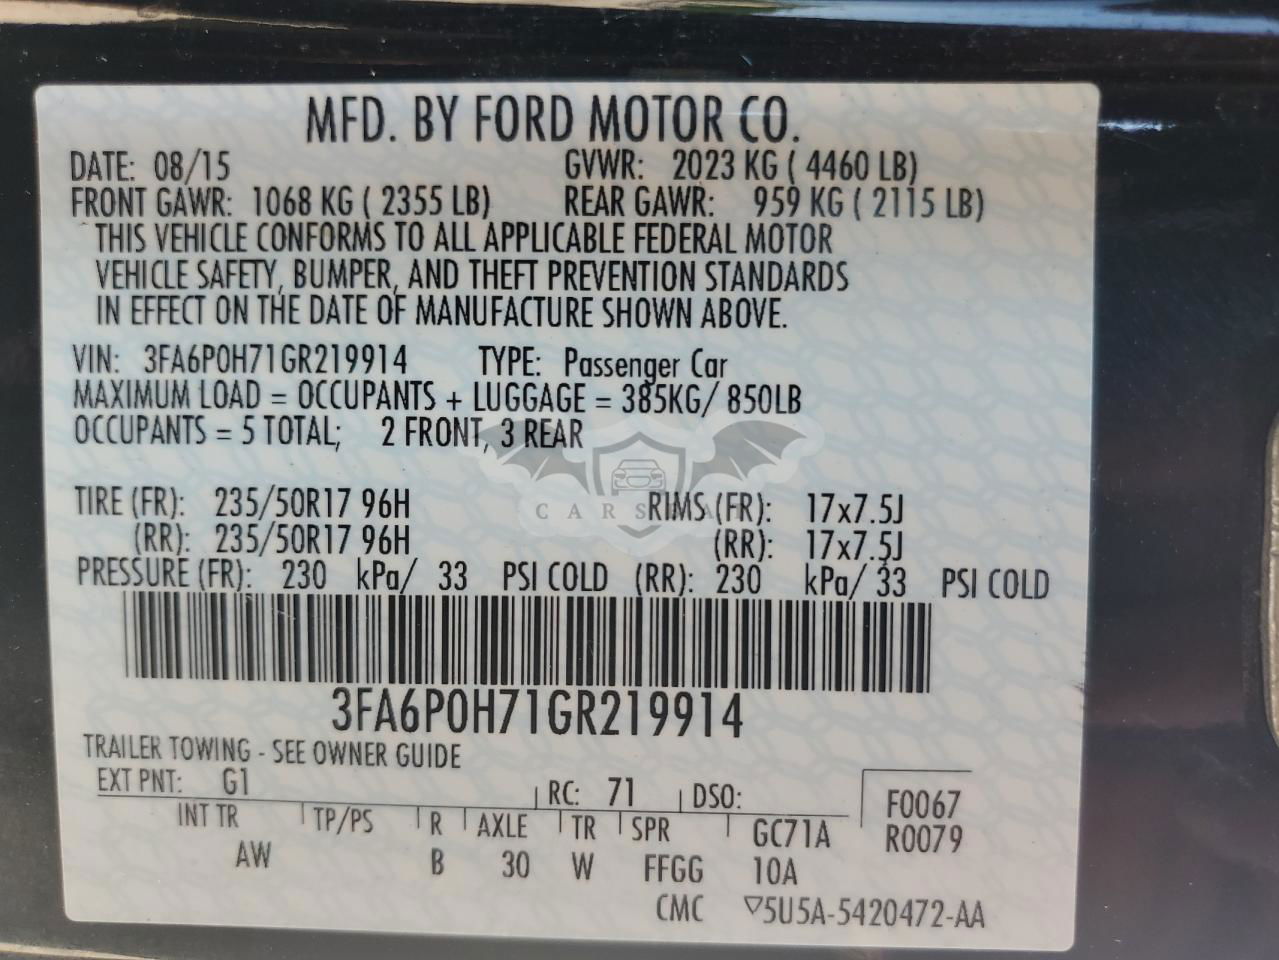 MFD. BY FORD MOTOR CO.
DATE: 08/15 GVWR: 2023 KG ( 4460 LB)
FRONT GAWR: 1068 KG ( 2355 LB) REAR GAWR: 959 KG ( 2115 LB)
THIS VEHICLE CONFORMS TO ALL APPLICABLE FEDERAL MOTOR
VEHICLE SAFETY, BUMPER, AND THEFT PREVENTION STANDARDS
IN EFFECT ON THE DATE OF MANUFACTURE SHOWN ABOVE.
VIN: 3FA6P0H71GR219914 TYPE: Passenger Car
MAXIMUM LOAD = OCCUPANTS + LUGGAGE = 385KG/ 850LB
OCCUPANTS = 5 TOTAL; 2 FRONT, 3 REAR
TIRE (FR): 235/50R17 96H RIMS (FR): 17x7.5J
(RR): 235/50R17 96H (RR): 17x7.5J
PRESSURE (FR): 230 kPa/ 33 PSI COLD (RR): 230 kPa/ 33 PSI COLD
3FA6P0H71GR219914
TRAILER TOWING - SEE OWNER GUIDE
EXT PNT: G1 RC: 71 DSO: F0067
INT TR TP/PS R AXLE TR SPR GC71A R0079
AW B 30 W FFGG 10A
CMC ▽5U5A-5420472-AA